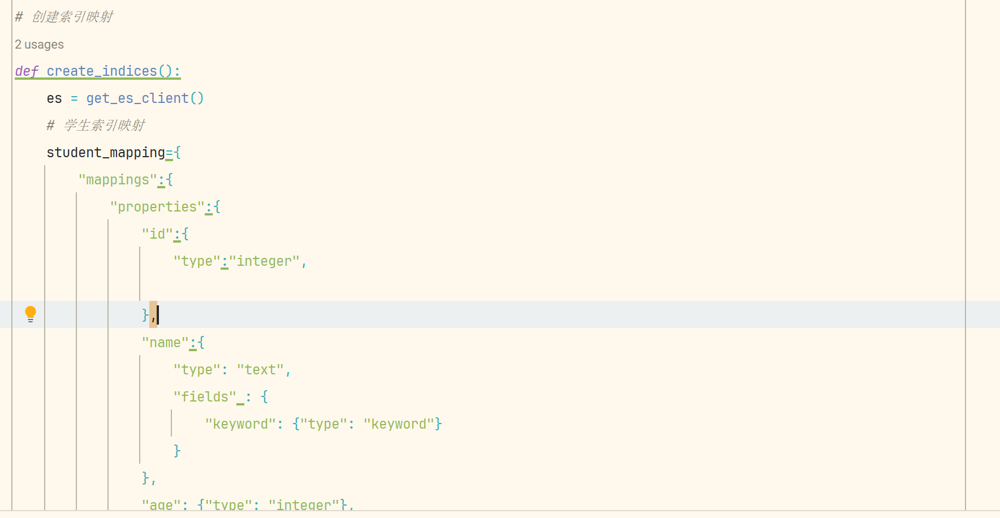 # 创建索引映射
2 usages
def create_indices():
es = get_es_client()
# 学生索引映射
student_mapping={
"mappings":{
"properties":{
"id":{
"type":"integer",
},
"name":{
"type": "text",
"fields" : {
"keyword": {"type": "keyword"}
}
},
"age": {"type": "integer"},